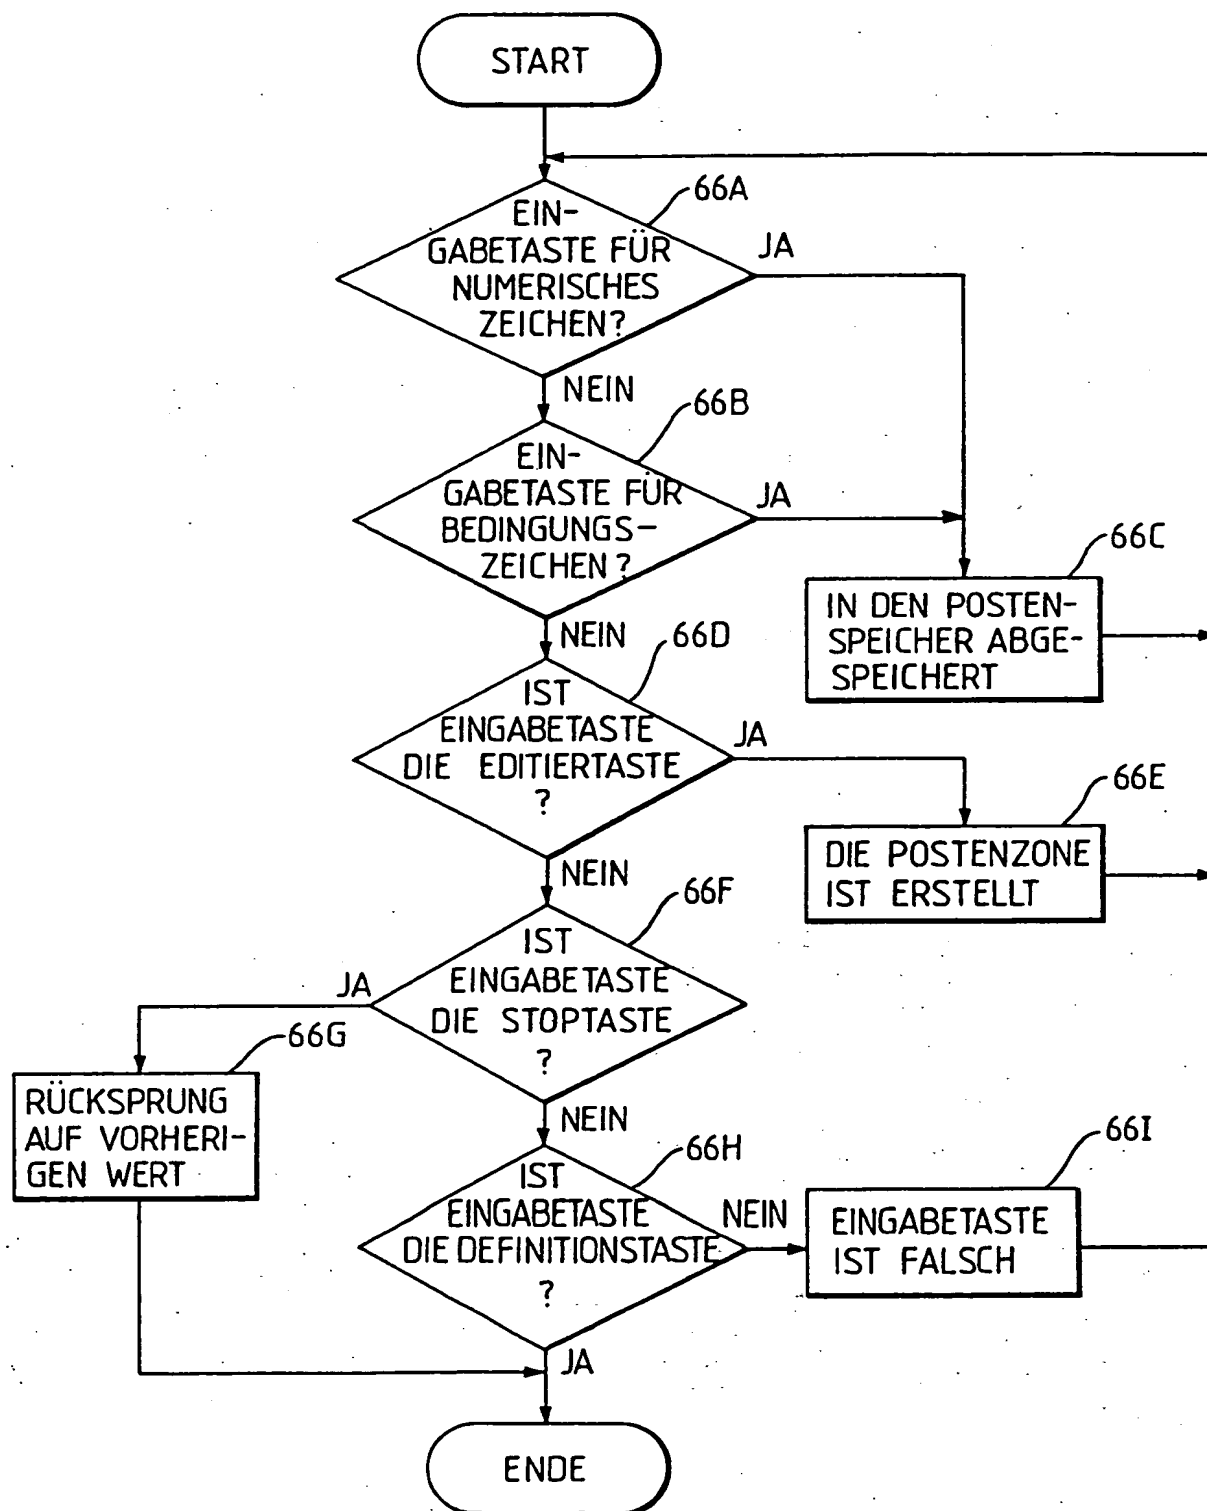 START
66A
EIN-
GABETASTE FÜR
NUMERISCHES
ZEICHEN?
JA
NEIN
66B
EIN-
GABETASTE FÜR
BEDINGUNGS-
ZEICHEN?
JA
66C
IN DEN POSTEN-
SPEICHER ABGE-
SPEICHERT
NEIN
66D
IST
EINGABETASTE
DIE EDITIERTASTE
?
JA
66E
DIE POSTENZONE
IST ERSTELLT
NEIN
66F
IST
EINGABETASTE
DIE STOPTASTE
?
JA
66G
RÜCKSPRUNG
AUF VORHERI-
GEN WERT
NEIN
66H
IST
EINGABETASTE
DIE DEFINITIONSTASTE
?
NEIN
66I
EINGABETASTE
IST FALSCH
JA
ENDE